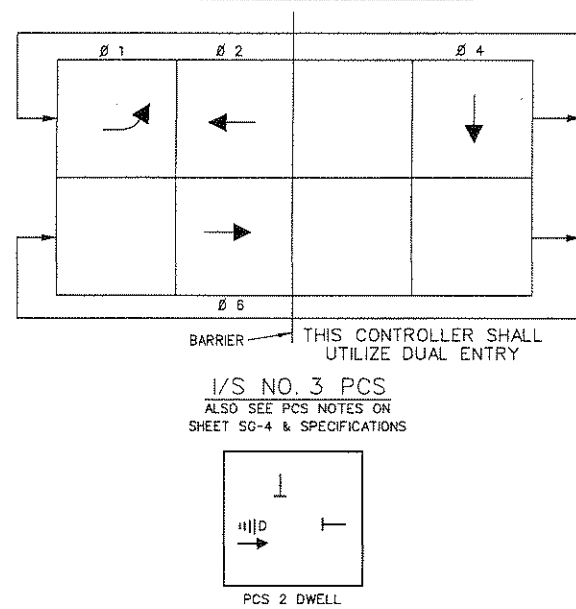 Ø 1 Ø 2 Ø 4
Ø 6
BARRIER
THIS CONTROLLER SHALL
UTILIZE DUAL ENTRY
I/S NO. 3 PCS
ALSO SEE PCS NOTES ON
SHEET SG-4 & SPECIFICATIONS
D
PCS 2 DWELL